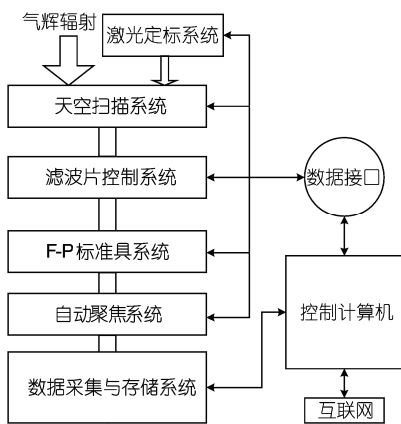 气辉辐射
激光定标系统
天空扫描系统
滤波片控制系统
数据接口
F-P标准具系统
自动聚焦系统
控制计算机
数据采集与存储系统
互联网